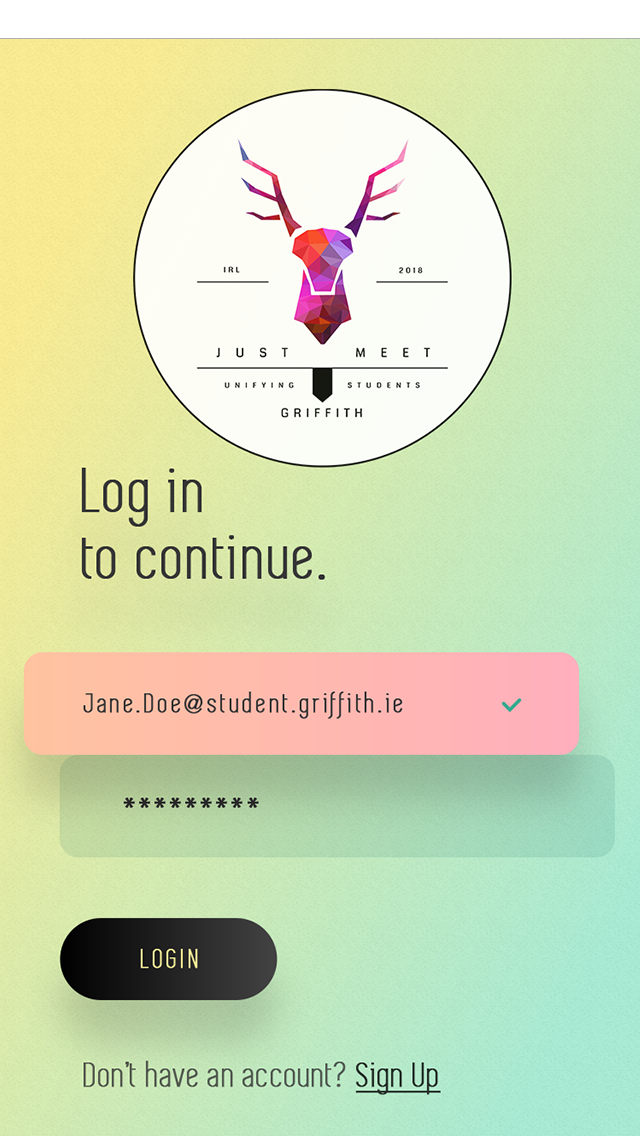 IRL 2018
JUST MEET
UNIFYING STUDENTS
GRIFFITH
Log in
to continue.
Jane.Doe@student.griffith.ie
*********
LOGIN
Don't have an account? Sign Up